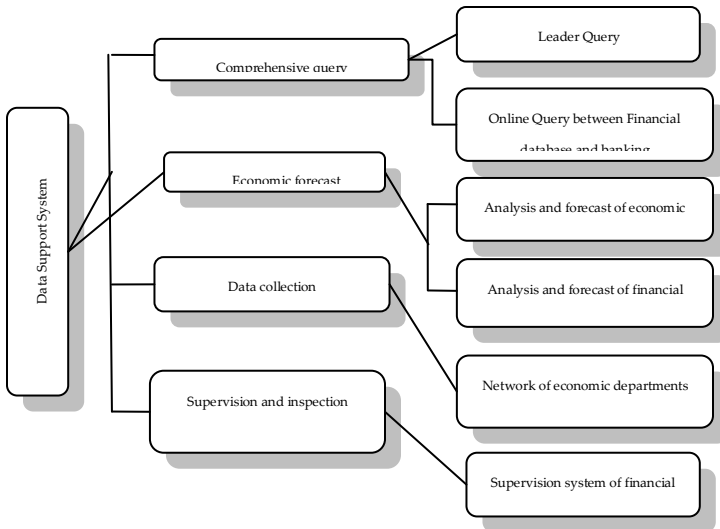 Data Support System
Comprehensive query
Economic forecast
Data collection
Supervision and inspection
Leader Query
Online Query between Financial
database and banking
Analysis and forecast of economic
Analysis and forecast of financial
Network of economic departments
Supervision system of financial